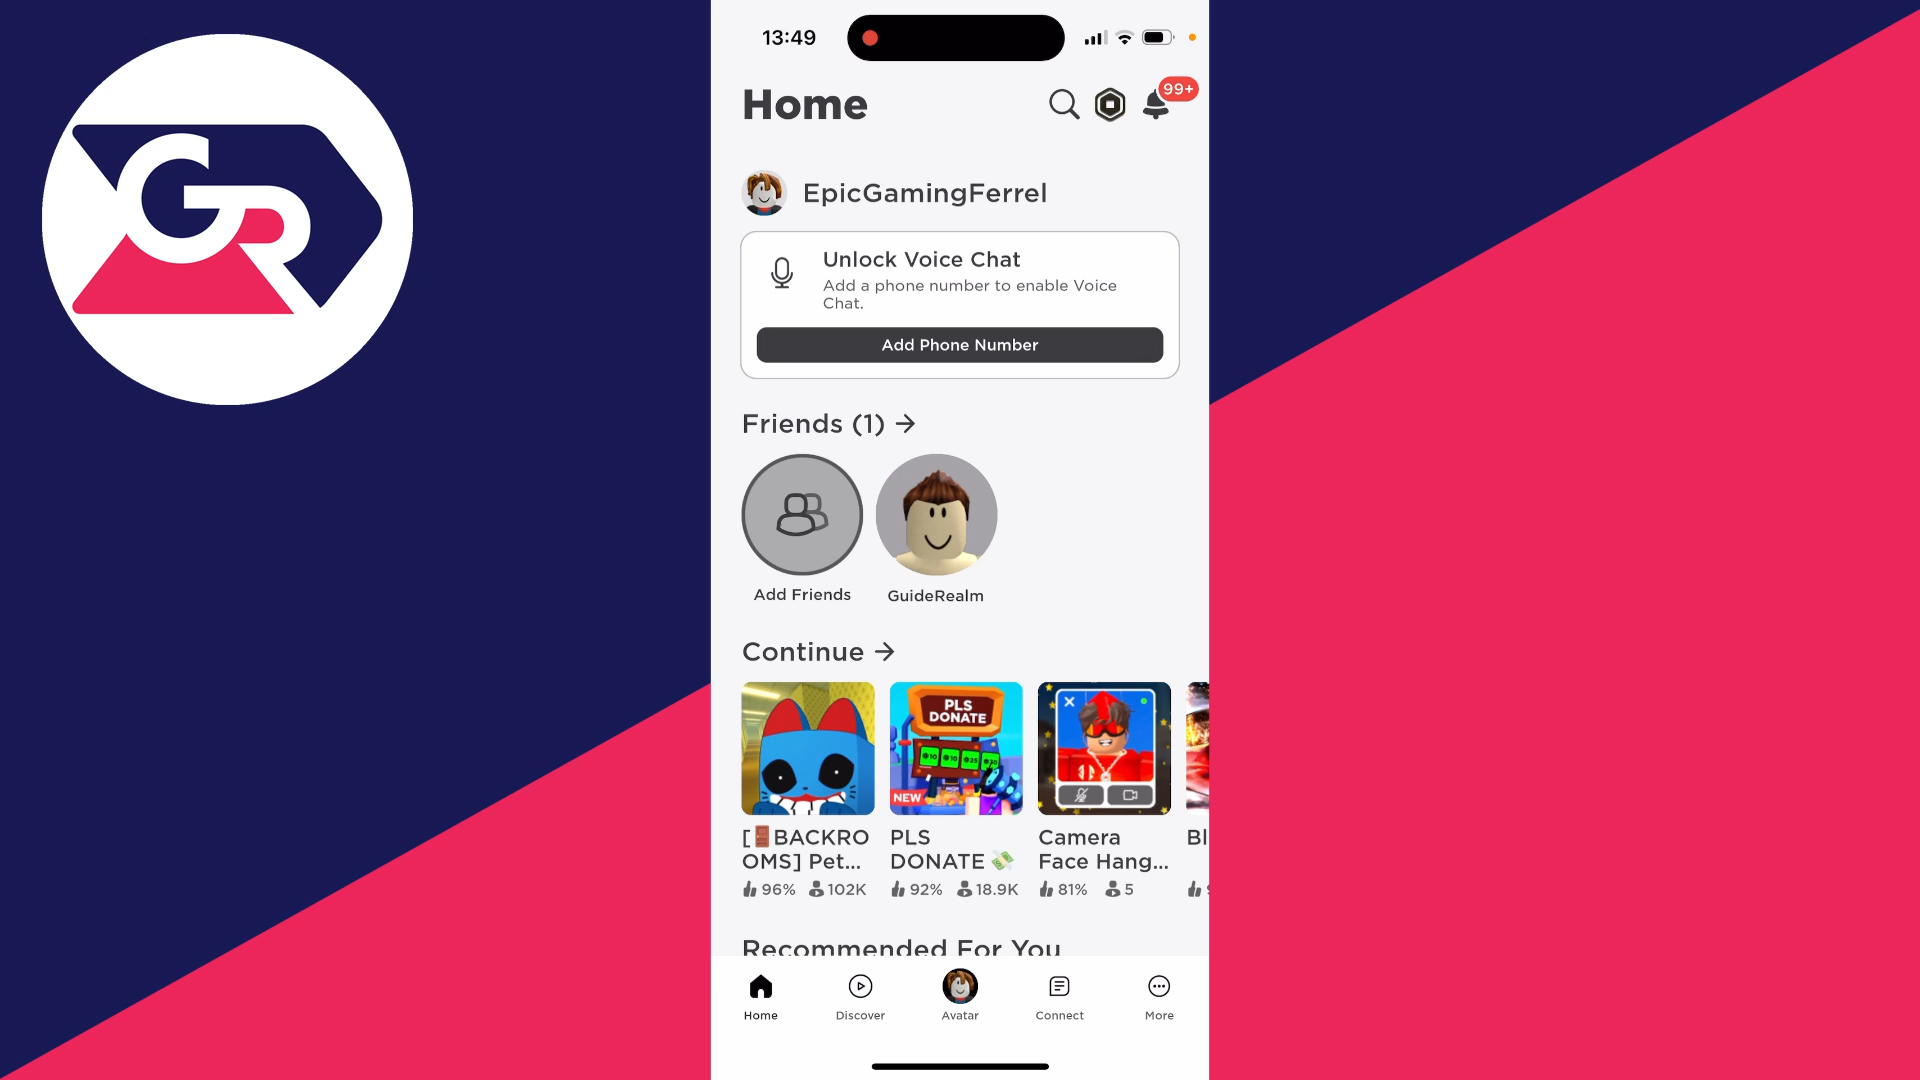 GR
13:49
Home
99+
EpicGamingFerrel
Unlock Voice Chat
Add a phone number to enable Voice
Chat.
Add Phone Number
Friends (1) →
Add Friends
GuideRealm
Continue →
PLS
DONATE
NEW
[🚪BACKRO
OMS] Pet...
96% 102K
PLS
DONATE 💸
92% 18.9K
Camera
Face Hang...
81% 5
Bl
Recommended For You
Home
Discover
Avatar
Connect
More